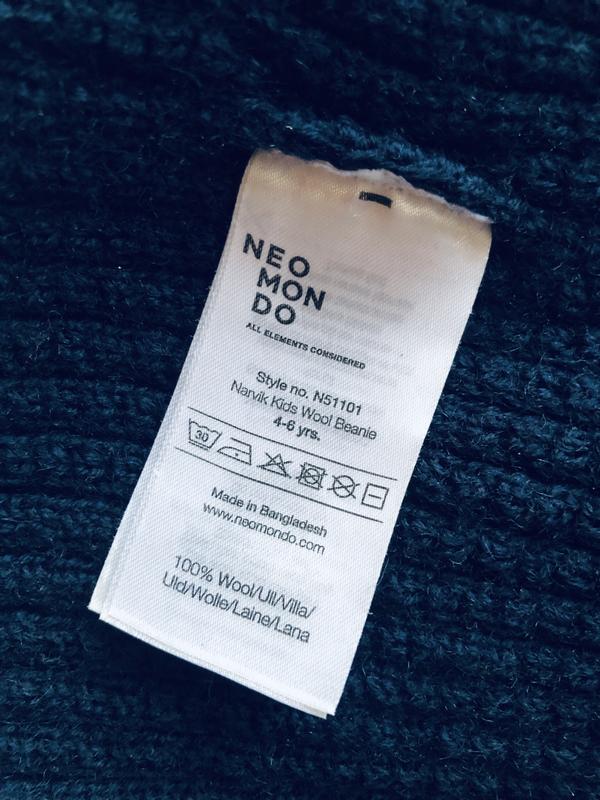 NEO
MON
DO
ALL ELEMENTS CONSIDERED
Style no. N51101
Narvik Kids Wool Beanie
4-6 yrs.
30
Made in Bangladesh
www.neomondo.com
100% Wool/Ull/Villa/
Uld/Wolle/Laine/Lana